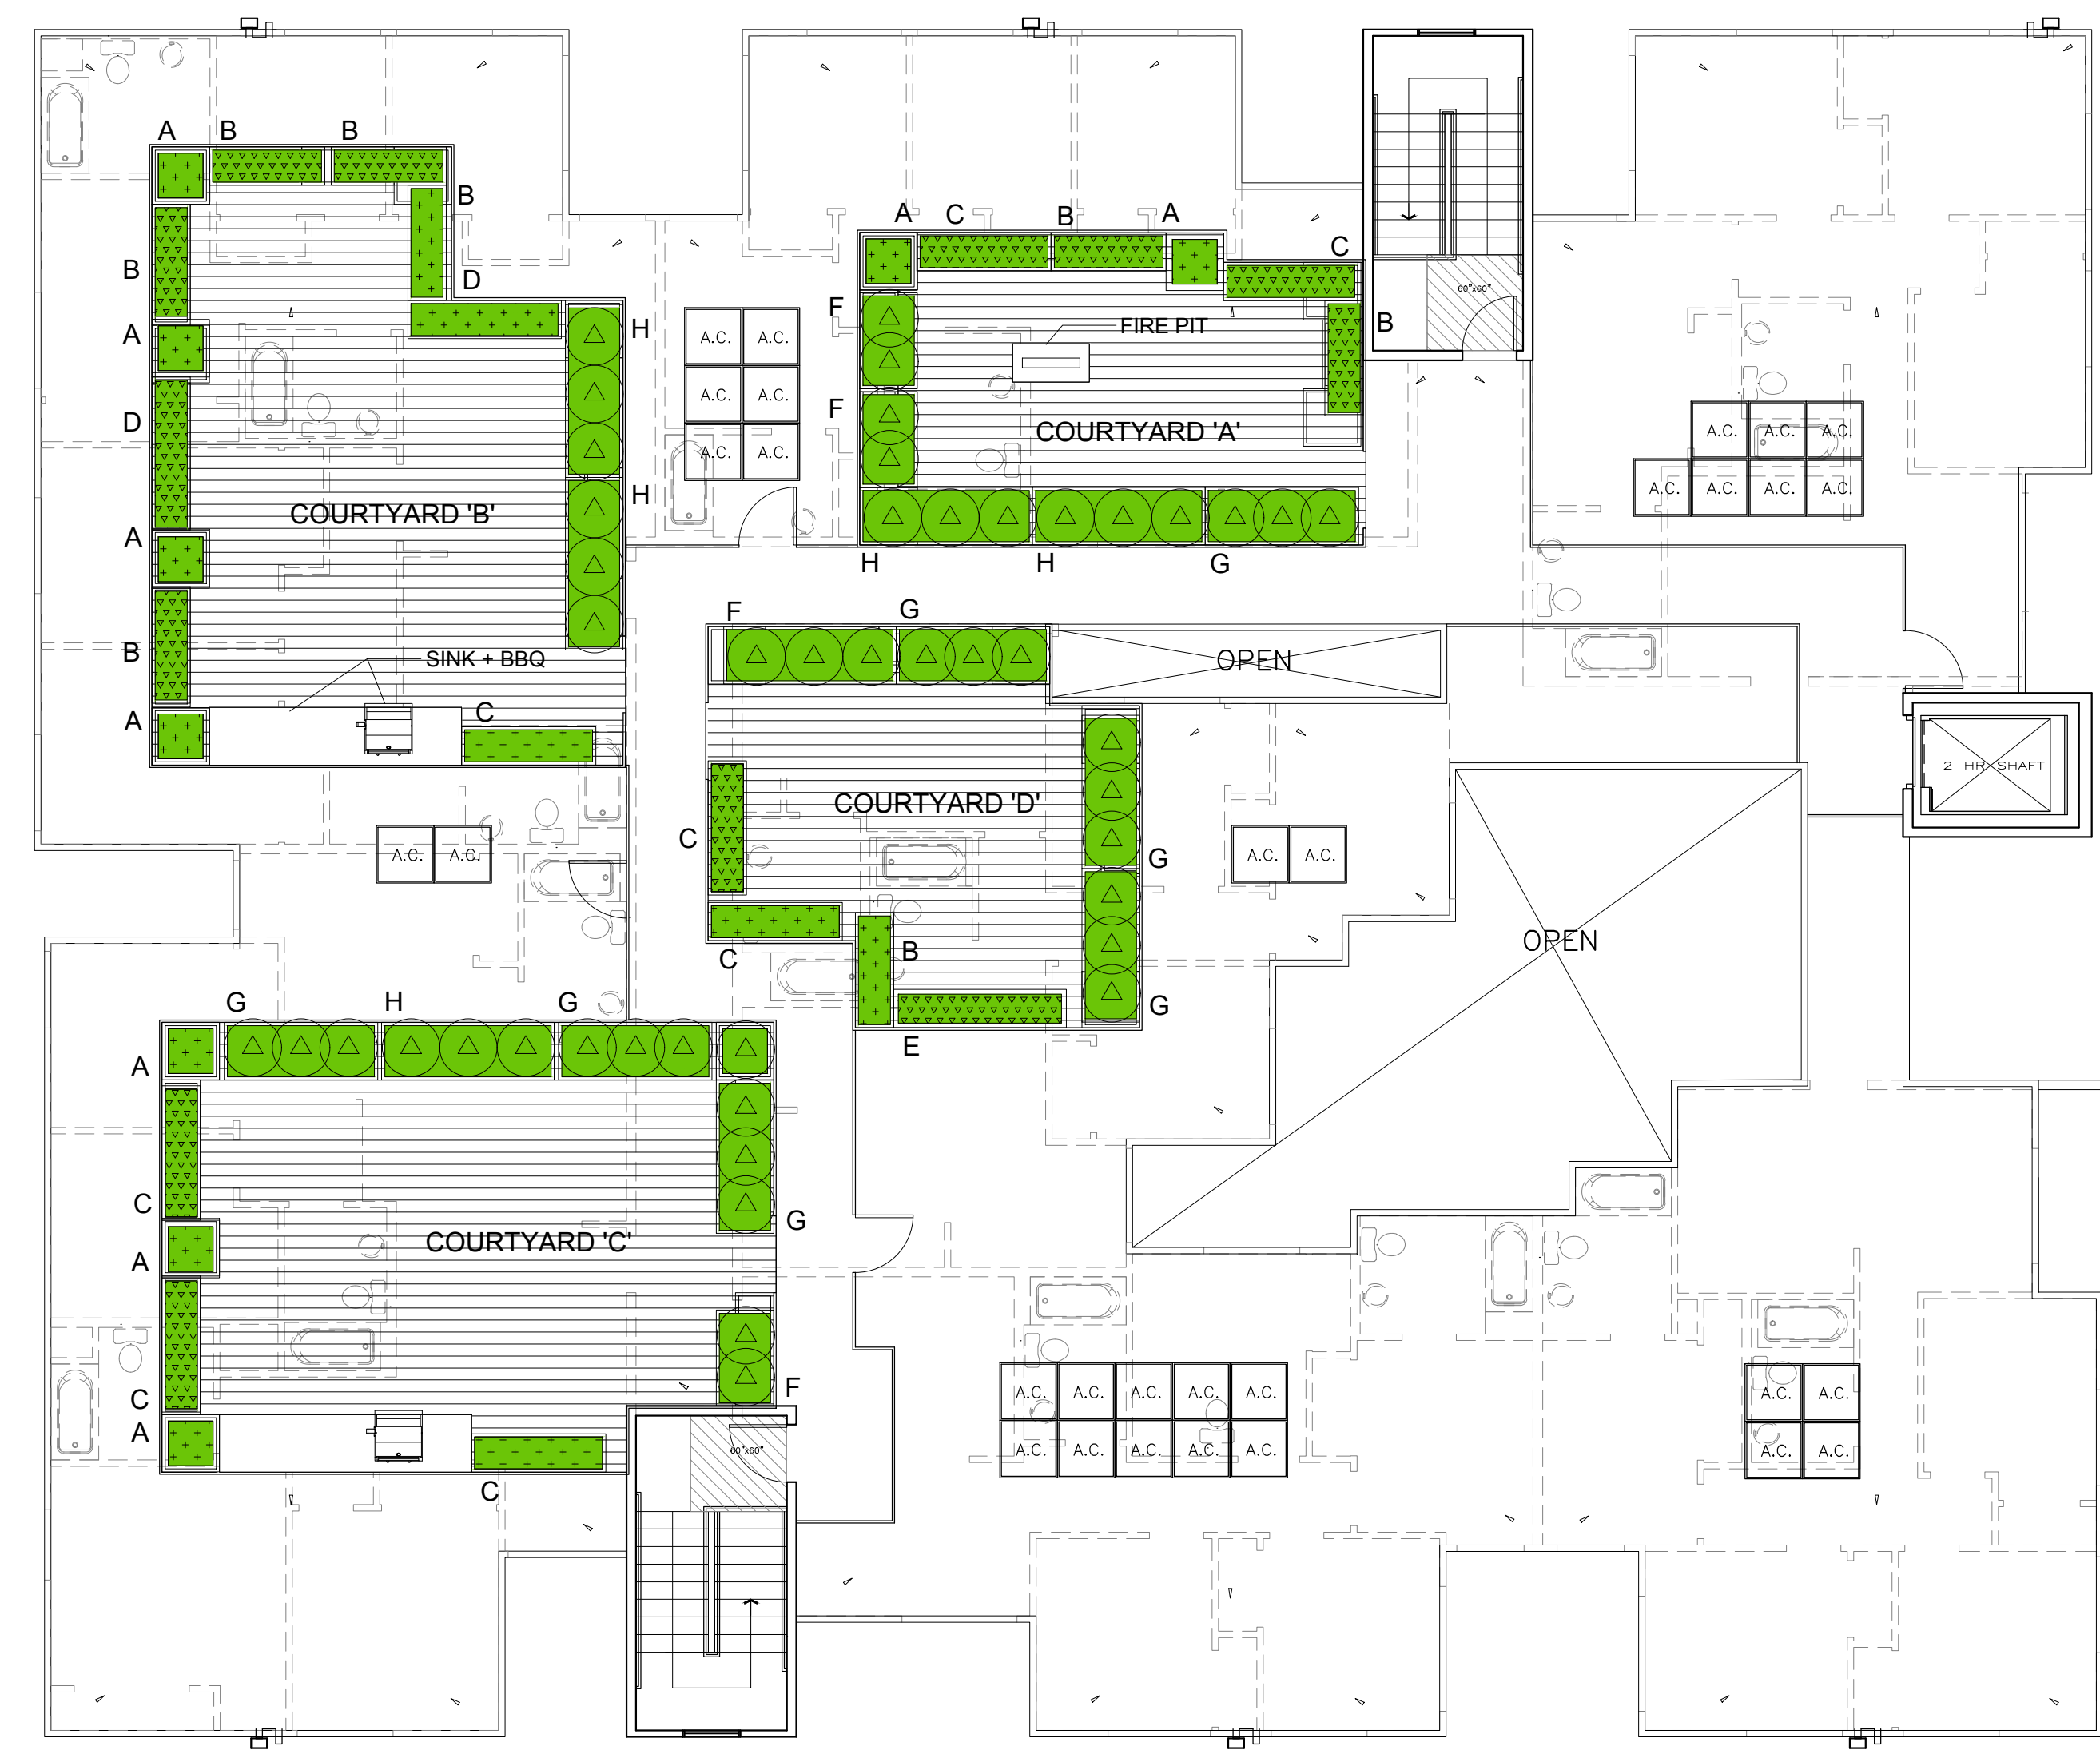 A B B
A C B A
B
C
60"x60"
B
D
F
H
FIRE PIT
B
A
A.C. A.C.
A.C. A.C.
A.C. A.C.
D
F
COURTYARD 'A'
A.C. A.C. A.C.
A.C. A.C. A.C. A.C.
H
COURTYARD 'B'
A
H H G
F G
B
SINK + BBQ
OPEN
A
C
2 HR SHAFT
COURTYARD 'D'
C
A.C. A.C.
G
A.C. A.C.
OPEN
C
B
G H G
G
E
A
C
G
COURTYARD 'C'
A
C
F
A
A.C. A.C. A.C. A.C. A.C.
A.C. A.C. A.C. A.C. A.C.
A.C. A.C.
A.C. A.C.
60"x60"
C